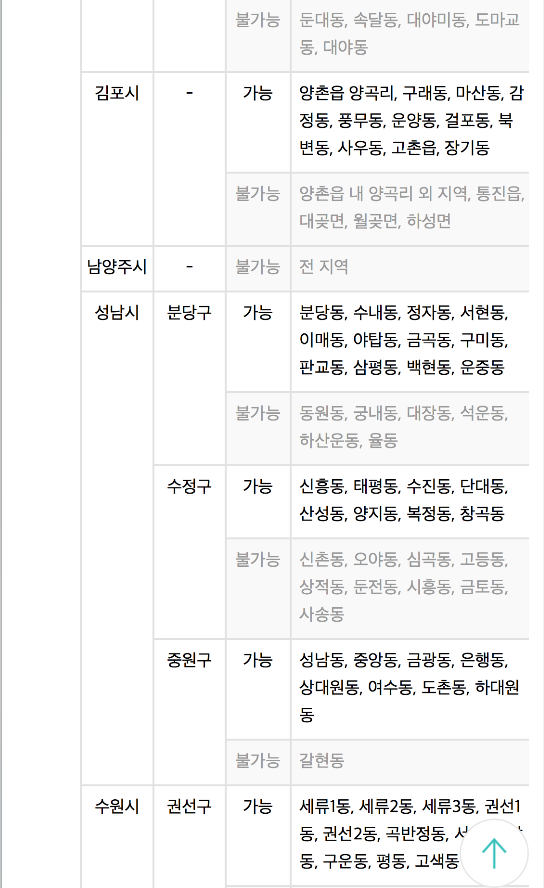 불가능 둔대동, 속달동, 대야미동, 도마교
동, 대야동
김포시 - 가능 양촌읍 양곡리, 구래동, 마산동, 감
정동, 풍무동, 운양동, 걸포동, 북
변동, 사우동, 고촌읍, 장기동
불가능 양촌읍 내 양곡리 외 지역, 통진읍,
대곶면, 월곶면, 하성면
남양주시 - 불가능 전 지역
성남시 분당구 가능 분당동, 수내동, 정자동, 서현동,
이매동, 야탑동, 금곡동, 구미동,
판교동, 삼평동, 백현동, 운중동
불가능 동원동, 궁내동, 대장동, 석운동,
하산운동, 율동
수정구 가능 신흥동, 태평동, 수진동, 단대동,
산성동, 양지동, 복정동, 창곡동
불가능 신촌동, 오야동, 심곡동, 고등동,
상적동, 둔전동, 시흥동, 금토동,
사송동
중원구 가능 성남동, 중앙동, 금광동, 은행동,
상대원동, 여수동, 도촌동, 하대원
동
불가능 갈현동
수원시 권선구 가능 세류1동, 세류2동, 세류3동, 권선1
동, 권선2동, 곡반정동,
동, 구운동, 평동, 고색동